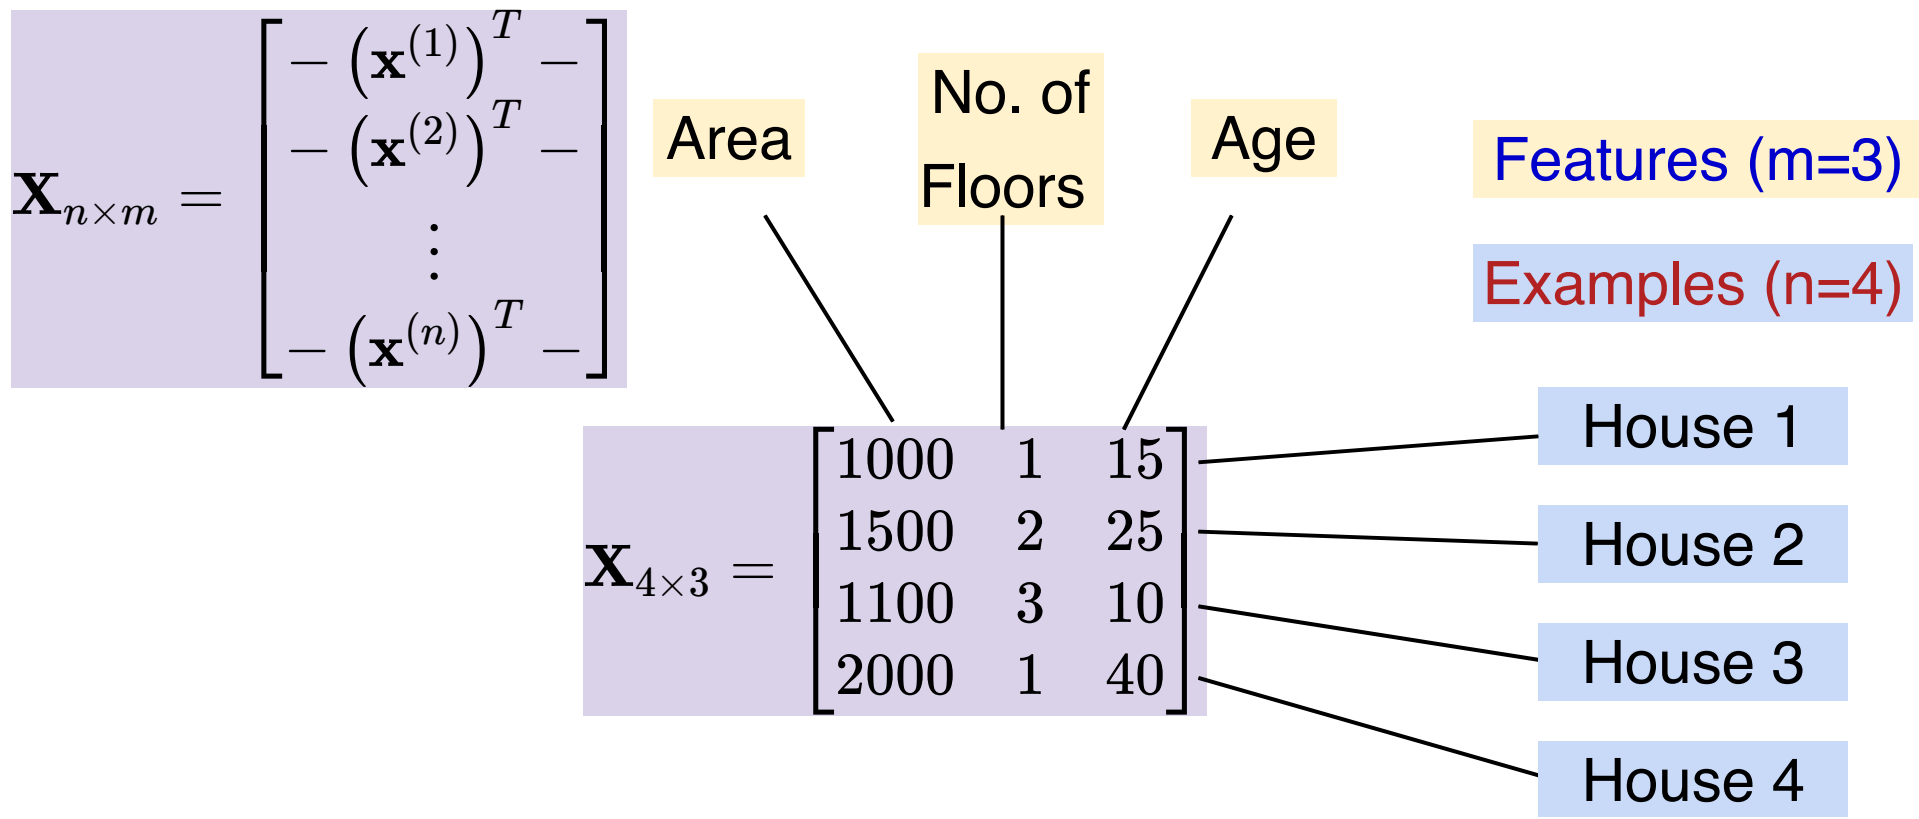 X_{n×m} =
− (x^{(1)})^T −
− (x^{(2)})^T −
⋮
− (x^{(n)})^T −
Area
No. of
Floors
Age
Features (m=3)
Examples (n=4)
X_{4×3} =
1000 1 15
1500 2 25
1100 3 10
2000 1 40
House 1
House 2
House 3
House 4